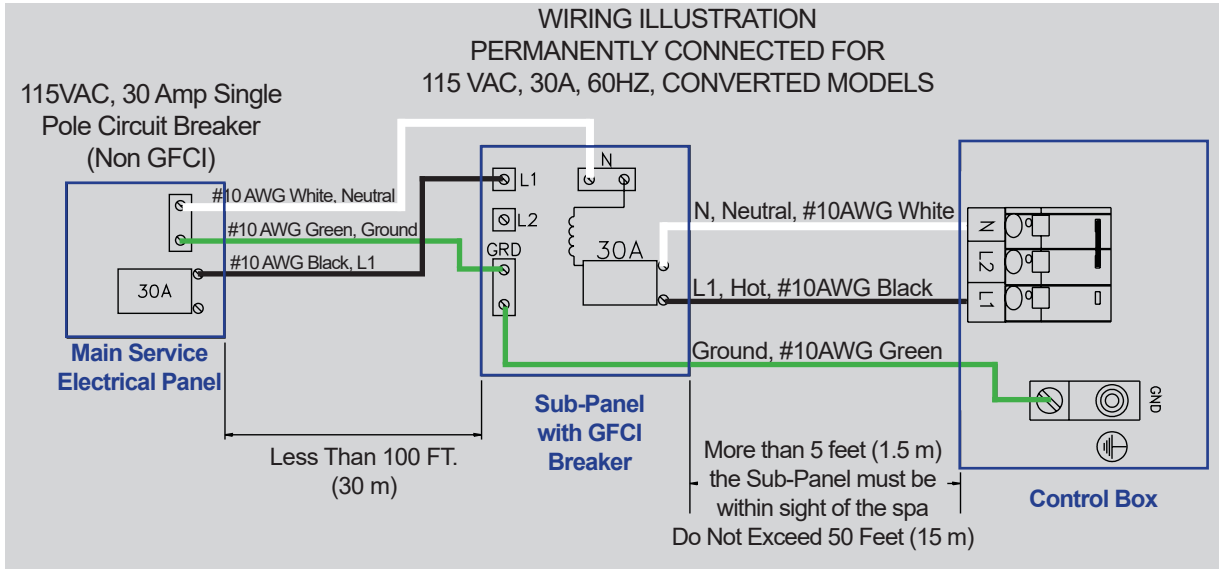 WIRING ILLUSTRATION
PERMANENTLY CONNECTED FOR
115 VAC, 30A, 60HZ, CONVERTED MODELS
115VAC, 30 Amp Single
Pole Circuit Breaker
(Non GFCI)
#10 AWG White, Neutral
#10 AWG Green, Ground
#10 AWG Black, L1
30A
Main Service
Electrical Panel
Less Than 100 FT.
(30 m)
L1
N
L2
GRD
30A
Sub-Panel
with GFCI
Breaker
N, Neutral, #10AWG White
L1, Hot, #10AWG Black
Ground, #10AWG Green
More than 5 feet (1.5 m)
the Sub-Panel must be
within sight of the spa
Do Not Exceed 50 Feet (15 m)
N
L2
L1
GND
Control Box